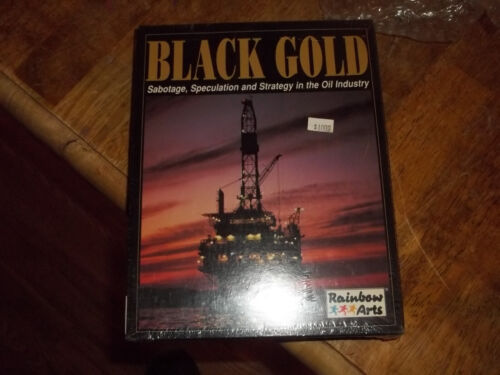 BLACK GOLD
Sabotage, Speculation and Strategy in the Oil Industry
Rainbow
Arts